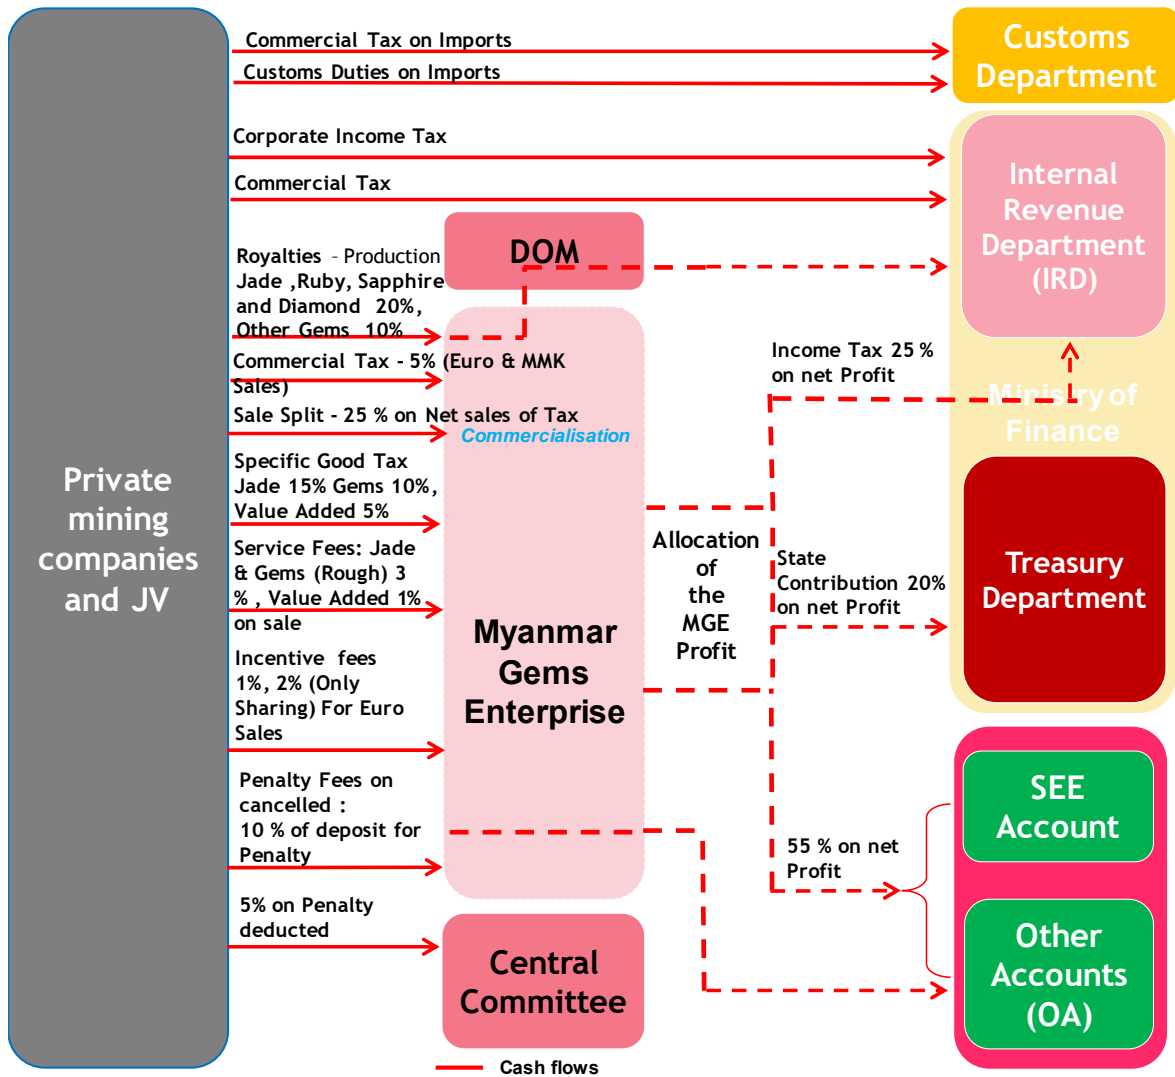 Commercial Tax on Imports
Customs Duties on Imports
Customs
Department
Corporate Income Tax
Commercial Tax
Internal
Revenue
Department
(IRD)
DOM
Royalties - Production
Jade ,Ruby, Sapphire
and Diamond 20%,
Other Gems 10%
Commercial Tax - 5% (Euro & MMK
Sales)
Sale Split - 25 % on Net sales of Tax
Commercialisation
Income Tax 25 %
on net Profit
Ministry of
Finance
Private
mining
companies
and JV
Specific Good Tax
Jade 15% Gems 10%,
Value Added 5%
Service Fees: Jade
& Gems (Rough) 3
% , Value Added 1%
on sale
Incentive fees
1%, 2% (Only
Sharing) For Euro
Sales
Penalty Fees on
cancelled :
10 % of deposit for
Penalty
5% on Penalty
deducted
Myanmar
Gems
Enterprise
Allocation
of
the
MGE
Profit
State
Contribution 20%
on net Profit
Treasury
Department
55 % on net
Profit
SEE
Account
Other
Accounts
(OA)
Central
Committee
Cash flows